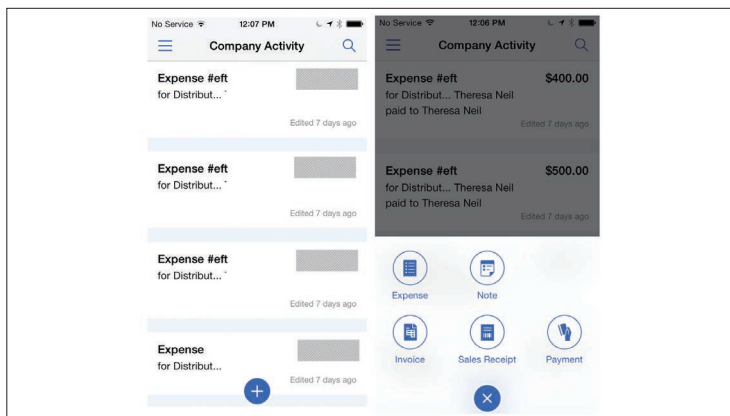 No Service 12:07 PM
Company Activity
Expense #eft
for Distribut...
Edited 7 days ago
Expense #eft
for Distribut...
Edited 7 days ago
Expense #eft
for Distribut...
Edited 7 days ago
Expense
for Distribut...
Edited 7 days ago
No Service 12:06 PM
Company Activity
Expense #eft $400.00
for Distribut... Theresa Neil
paid to Theresa Neil
Edited 7 days ago
Expense #eft $500.00
for Distribut... Theresa Neil
paid to Theresa Neil
Edited 7 days ago
Expense Note
Invoice Sales Receipt Payment